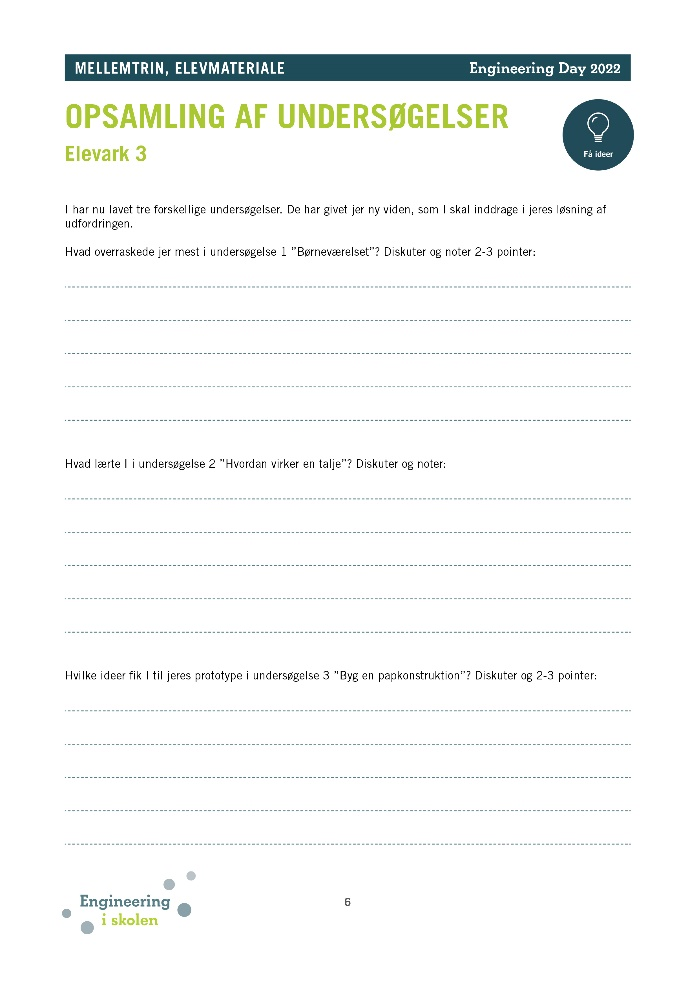 MELLEMTRIN, ELEVMATERIALE
Engineering Day 2022
OPSAMLING AF UNDERSØGELSER
Elevark 3
Få ideer
I har nu lavet tre forskellige undersøgelser. De har givet jer ny viden, som I skal inddrage i jeres løsning af
udfordringen.
Hvad overraskede jer mest i undersøgelse 1 ”Børneværelset”? Diskuter og noter 2-3 pointer:
Hvad lærte I i undersøgelse 2 ”Hvordan virker en talje”? Diskuter og noter:
Hvilke ideer fik I til jeres prototype i undersøgelse 3 ”Byg en papkonstruktion”? Diskuter og 2-3 pointer:
Engineering
i skolen
6